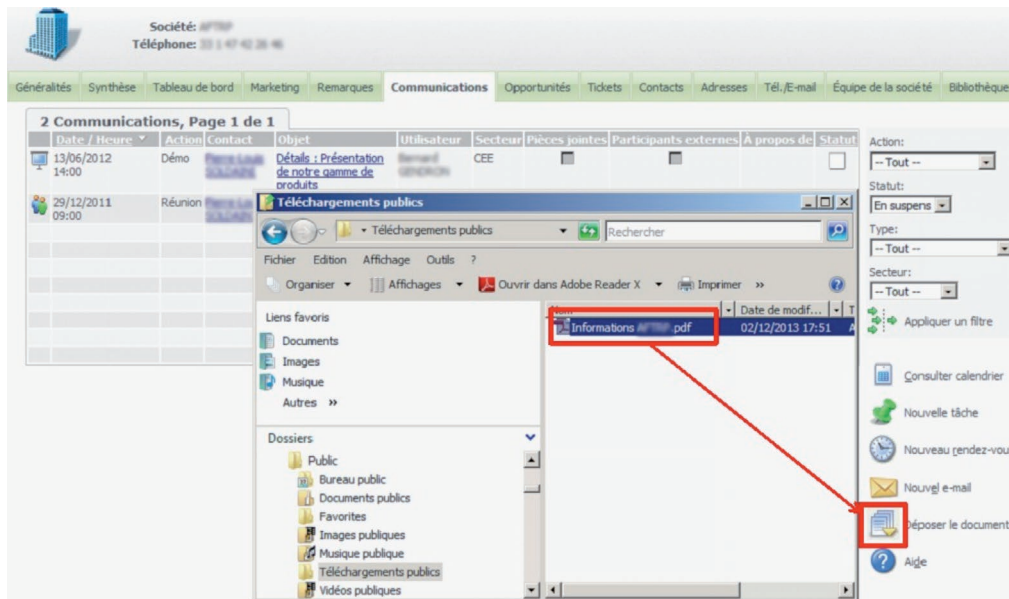 Société:
Téléphone:
Généralités Synthèse Tableau de bord Marketing Remarques Communications Opportunités Tickets Contacts Adresses Tél./E-mail Équipe de la société Bibliothèque
2 Communications, Page 1 de 1
Date / Heure Action Contact Objet Utilisateur Secteur Pièces jointes Participants externes À propos de Statut
13/06/2012 Démo Détails : Présentation CEE
14:00 de notre gamme de
produits
29/12/2011 Réunion
09:00
Action:
-- Tout --
Statut:
En suspens
Type:
-- Tout --
Secteur:
-- Tout --
Appliquer un filtre
Consulter calendrier
Nouvelle tâche
Nouveau rendez-vou
Nouvel e-mail
Déposer le document
Aide
Téléchargements publics
Téléchargements publics Rechercher
Fichier Edition Affichage Outils ?
Organiser Affichages Ouvrir dans Adobe Reader X Imprimer »
Liens favoris
Documents
Images
Musique
Autres »
Dossiers
Public
Bureau public
Documents publics
Favorites
Images publiques
Musique publique
Téléchargements publics
Vidéos publiques
Date de modif... T
Informations .pdf 02/12/2013 17:51 A